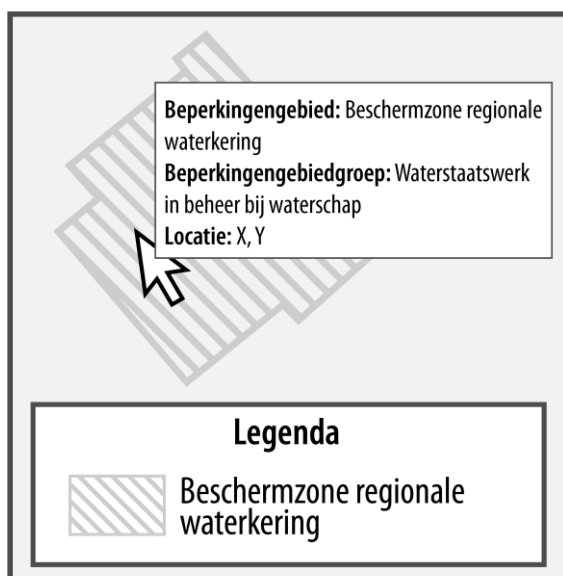 Beperkingengebied: Beschermzone regionale
waterkering
Beperkingengebiedgroep: Waterstaatswerk
in beheer bij waterschap
Locatie: X, Y
Legenda
Beschermzone regionale
waterkering